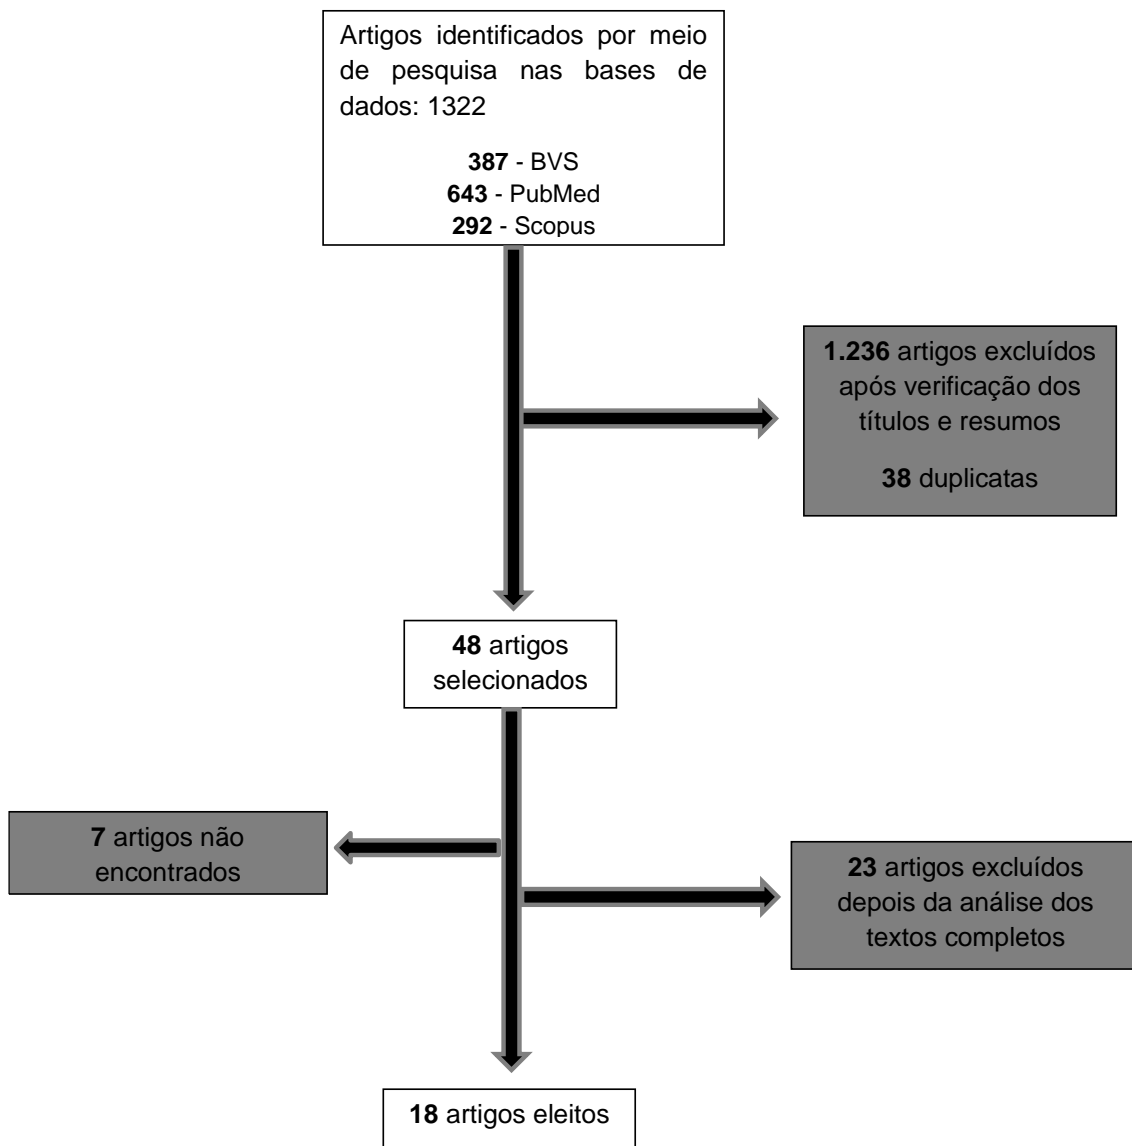 Artigos identificados por meio
de pesquisa nas bases de
dados: 1322
387 - BVS
643 - PubMed
292 - Scopus
1.236 artigos excluídos
após verificação dos
títulos e resumos
38 duplicatas
48 artigos
selecionados
7 artigos não
encontrados
23 artigos excluídos
depois da análise dos
textos completos
18 artigos eleitos